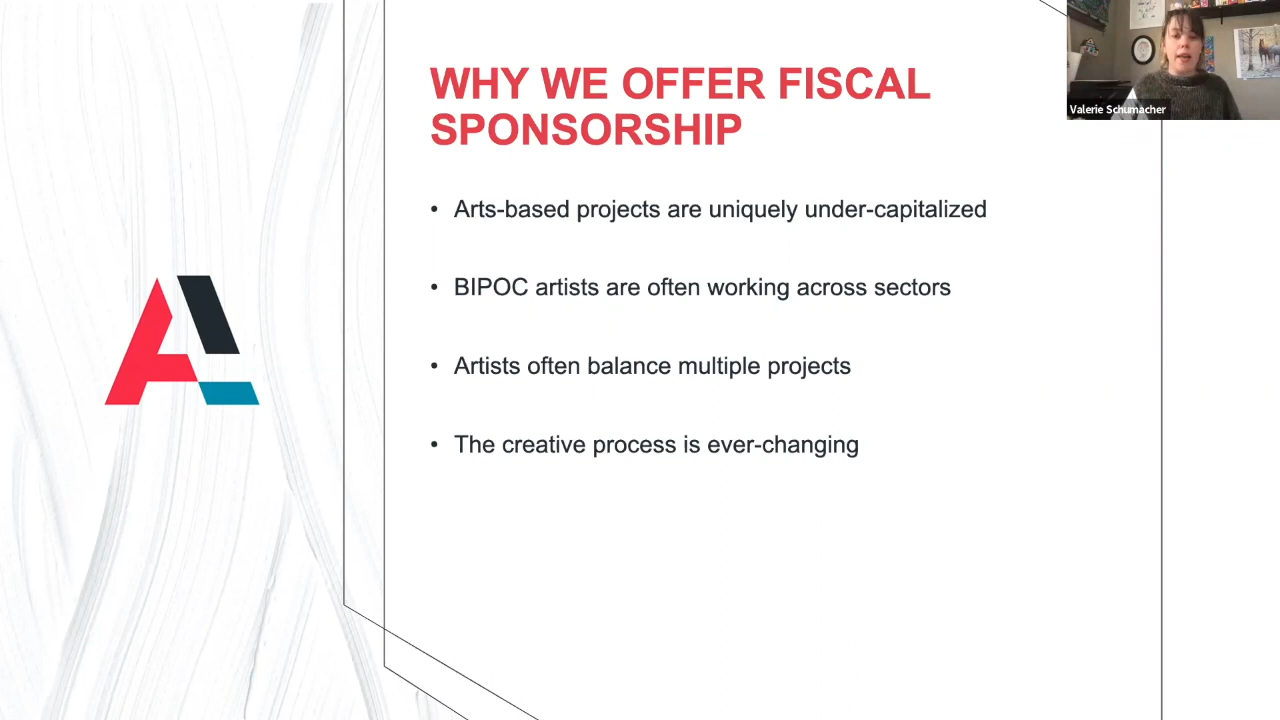 WHY WE OFFER FISCAL
SPONSORSHIP
• Arts-based projects are uniquely under-capitalized
• BIPOC artists are often working across sectors
• Artists often balance multiple projects
• The creative process is ever-changing
Valerie Schumacher